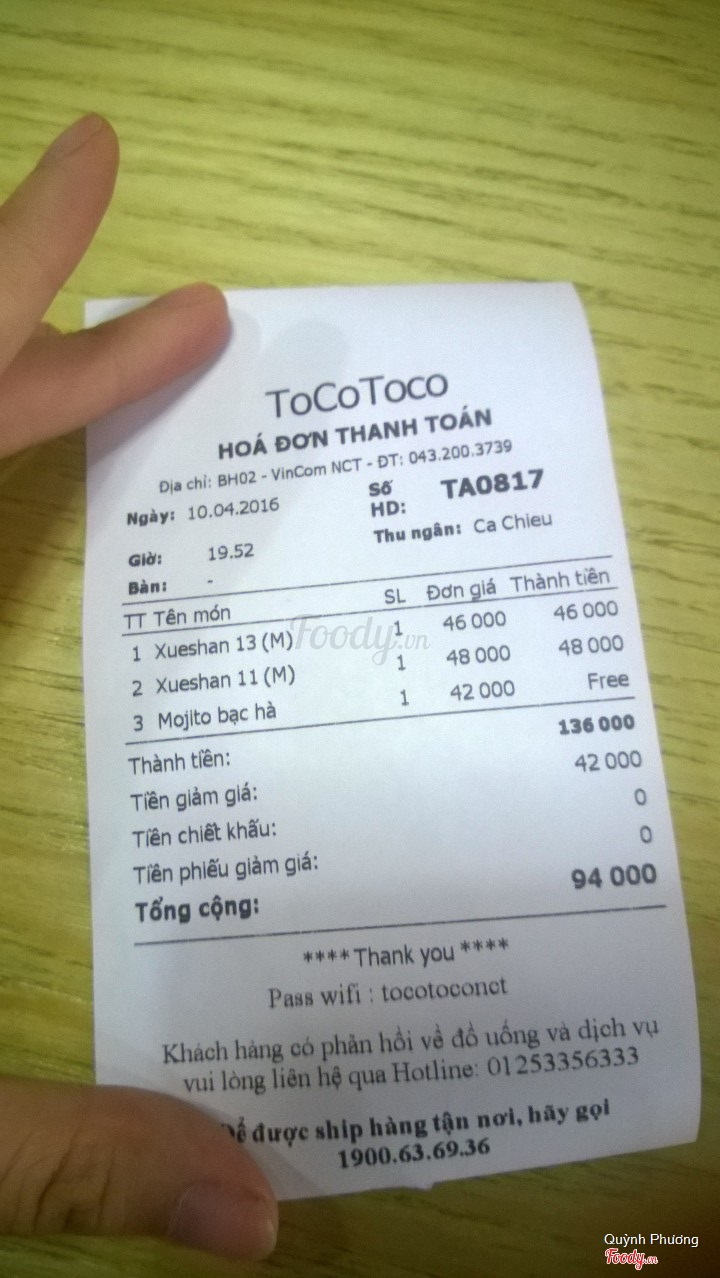 ToCoToco
HOÁ ĐƠN THANH TOÁN
Địa chỉ: BH02 - VinCom NCT - ĐT: 043.200.3739
Ngày: 10.04.2016 Số HD: TA0817
Giờ: 19.52 Thu ngân: Ca Chieu
Bàn: -
TT Tên món SL Đơn giá Thành tiền
1 Xueshan 13 (M) 1 46 000 46 000
2 Xueshan 11 (M) 1 48 000 48 000
3 Mojito bạc hà 1 42 000 Free
Thành tiền: 136 000
Tiền giảm giá: 42 000
Tiền chiết khấu: 0
Tiền phiếu giảm giá: 0
Tổng cộng: 94 000
**** Thank you ****
Pass wifi : tocotoconct
Khách hàng có phản hồi về đồ uống và dịch vụ
vui lòng liên hệ qua Hotline: 01253356333
Để được ship hàng tận nơi, hãy gọi
1900.63.69.36
Foody.vn
Quỳnh Phương
Foody.vn